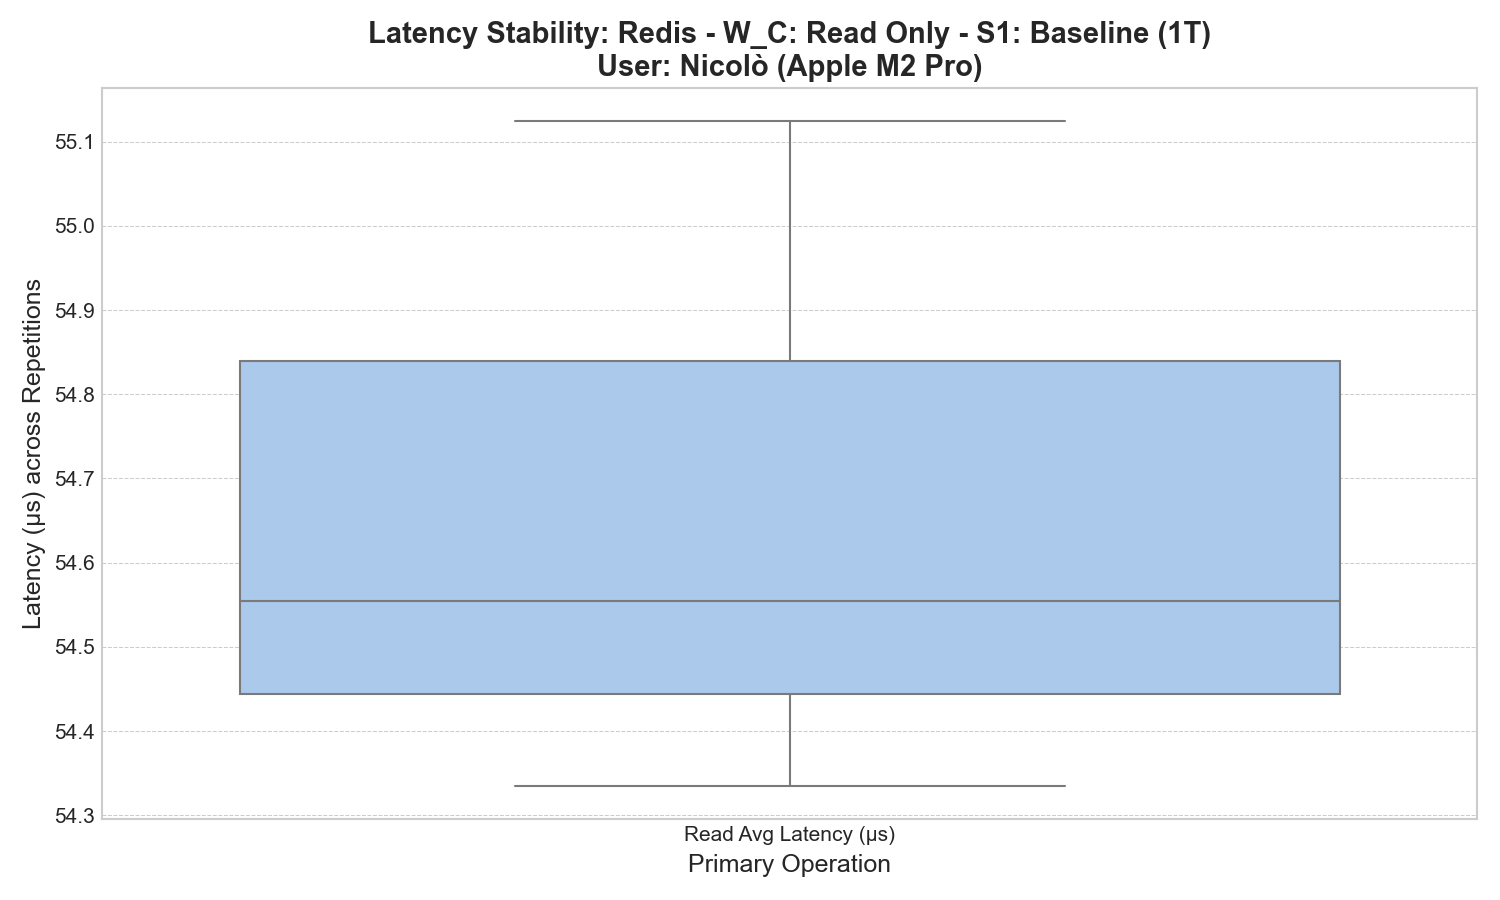 Latency Stability: Redis - W_C: Read Only - S1: Baseline (1T)
User: Nicolò (Apple M2 Pro)
Latency (µs) across Repetitions
55.1
55.0
54.9
54.8
54.7
54.6
54.5
54.4
54.3
Read Avg Latency (µs)
Primary Operation